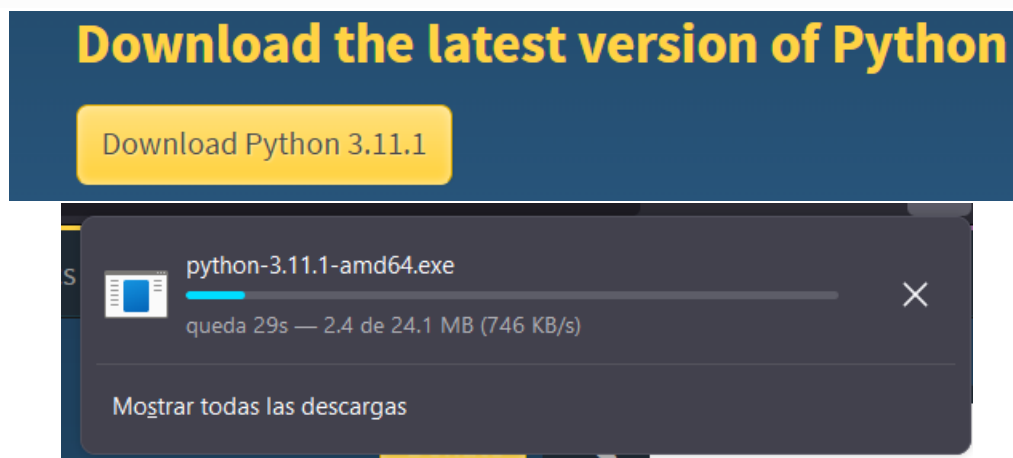 Download the latest version of Python
Download Python 3.11.1
s
python-3.11.1-amd64.exe
queda 29s — 2.4 de 24.1 MB (746 KB/s)
Mostrar todas las descargas